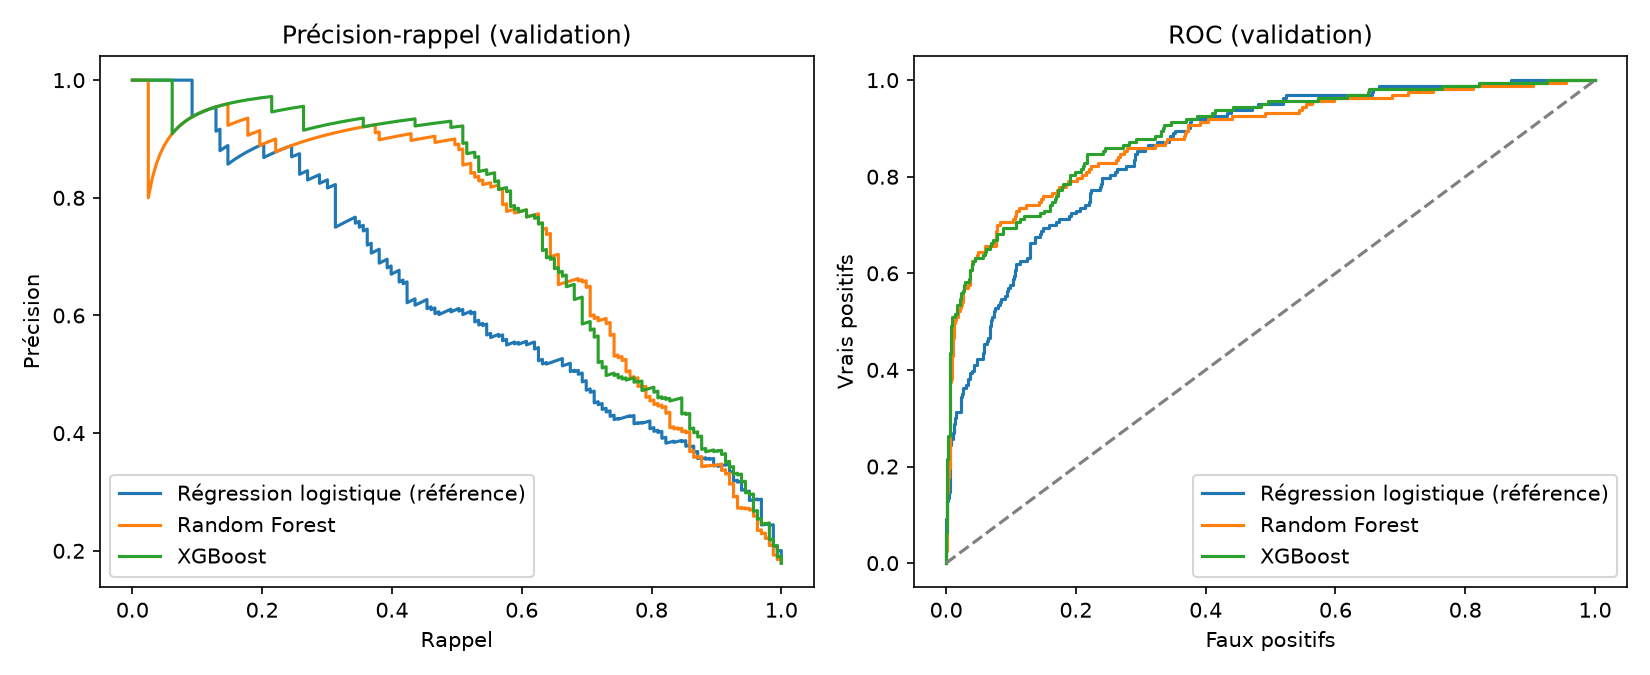 Précision-rappel (validation)
1.0
0.8
0.6
0.4
0.2
Précision
0.0
0.2
0.4
0.6
0.8
1.0
Rappel
Régression logistique (référence)
Random Forest
XGBoost
ROC (validation)
1.0
0.8
0.6
0.4
0.2
0.0
Vrais positifs
0.0
0.2
0.4
0.6
0.8
1.0
Faux positifs
Régression logistique (référence)
Random Forest
XGBoost